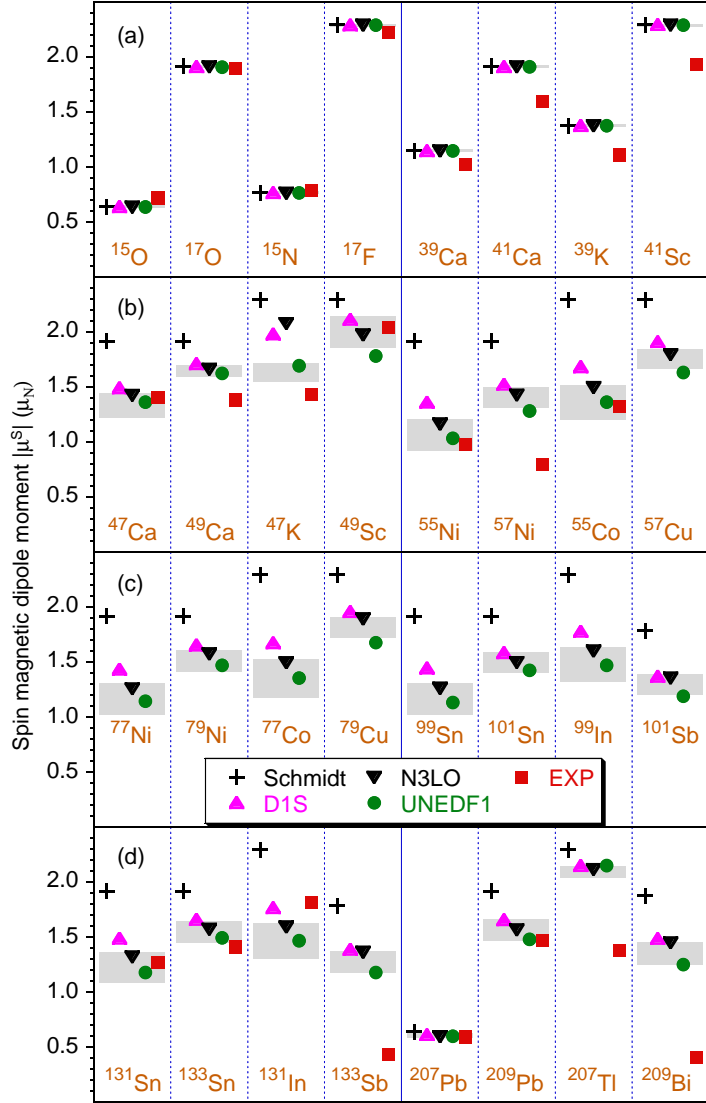 Spin magnetic dipole moment |μ^S| (μ_N)
(a)
2.0
1.5
1.0
0.5
¹⁵O ¹⁷O ¹⁵N ¹⁷F ³⁹Ca ⁴¹Ca ³⁹K ⁴¹Sc
(b)
2.0
1.5
1.0
0.5
⁴⁷Ca ⁴⁹Ca ⁴⁷K ⁴⁹Sc ⁵⁵Ni ⁵⁷Ni ⁵⁵Co ⁵⁷Cu
(c)
2.0
1.5
1.0
0.5
⁷⁷Ni ⁷⁹Ni ⁷⁷Co ⁷⁹Cu ⁹⁹Sn ¹⁰¹Sn ⁹⁹In ¹⁰¹Sb
Schmidt N3LO EXP
D1S UNEDF1
(d)
2.0
1.5
1.0
0.5
¹³¹Sn ¹³³Sn ¹³¹In ¹³³Sb ²⁰⁷Pb ²⁰⁹Pb ²⁰⁷Tl ²⁰⁹Bi